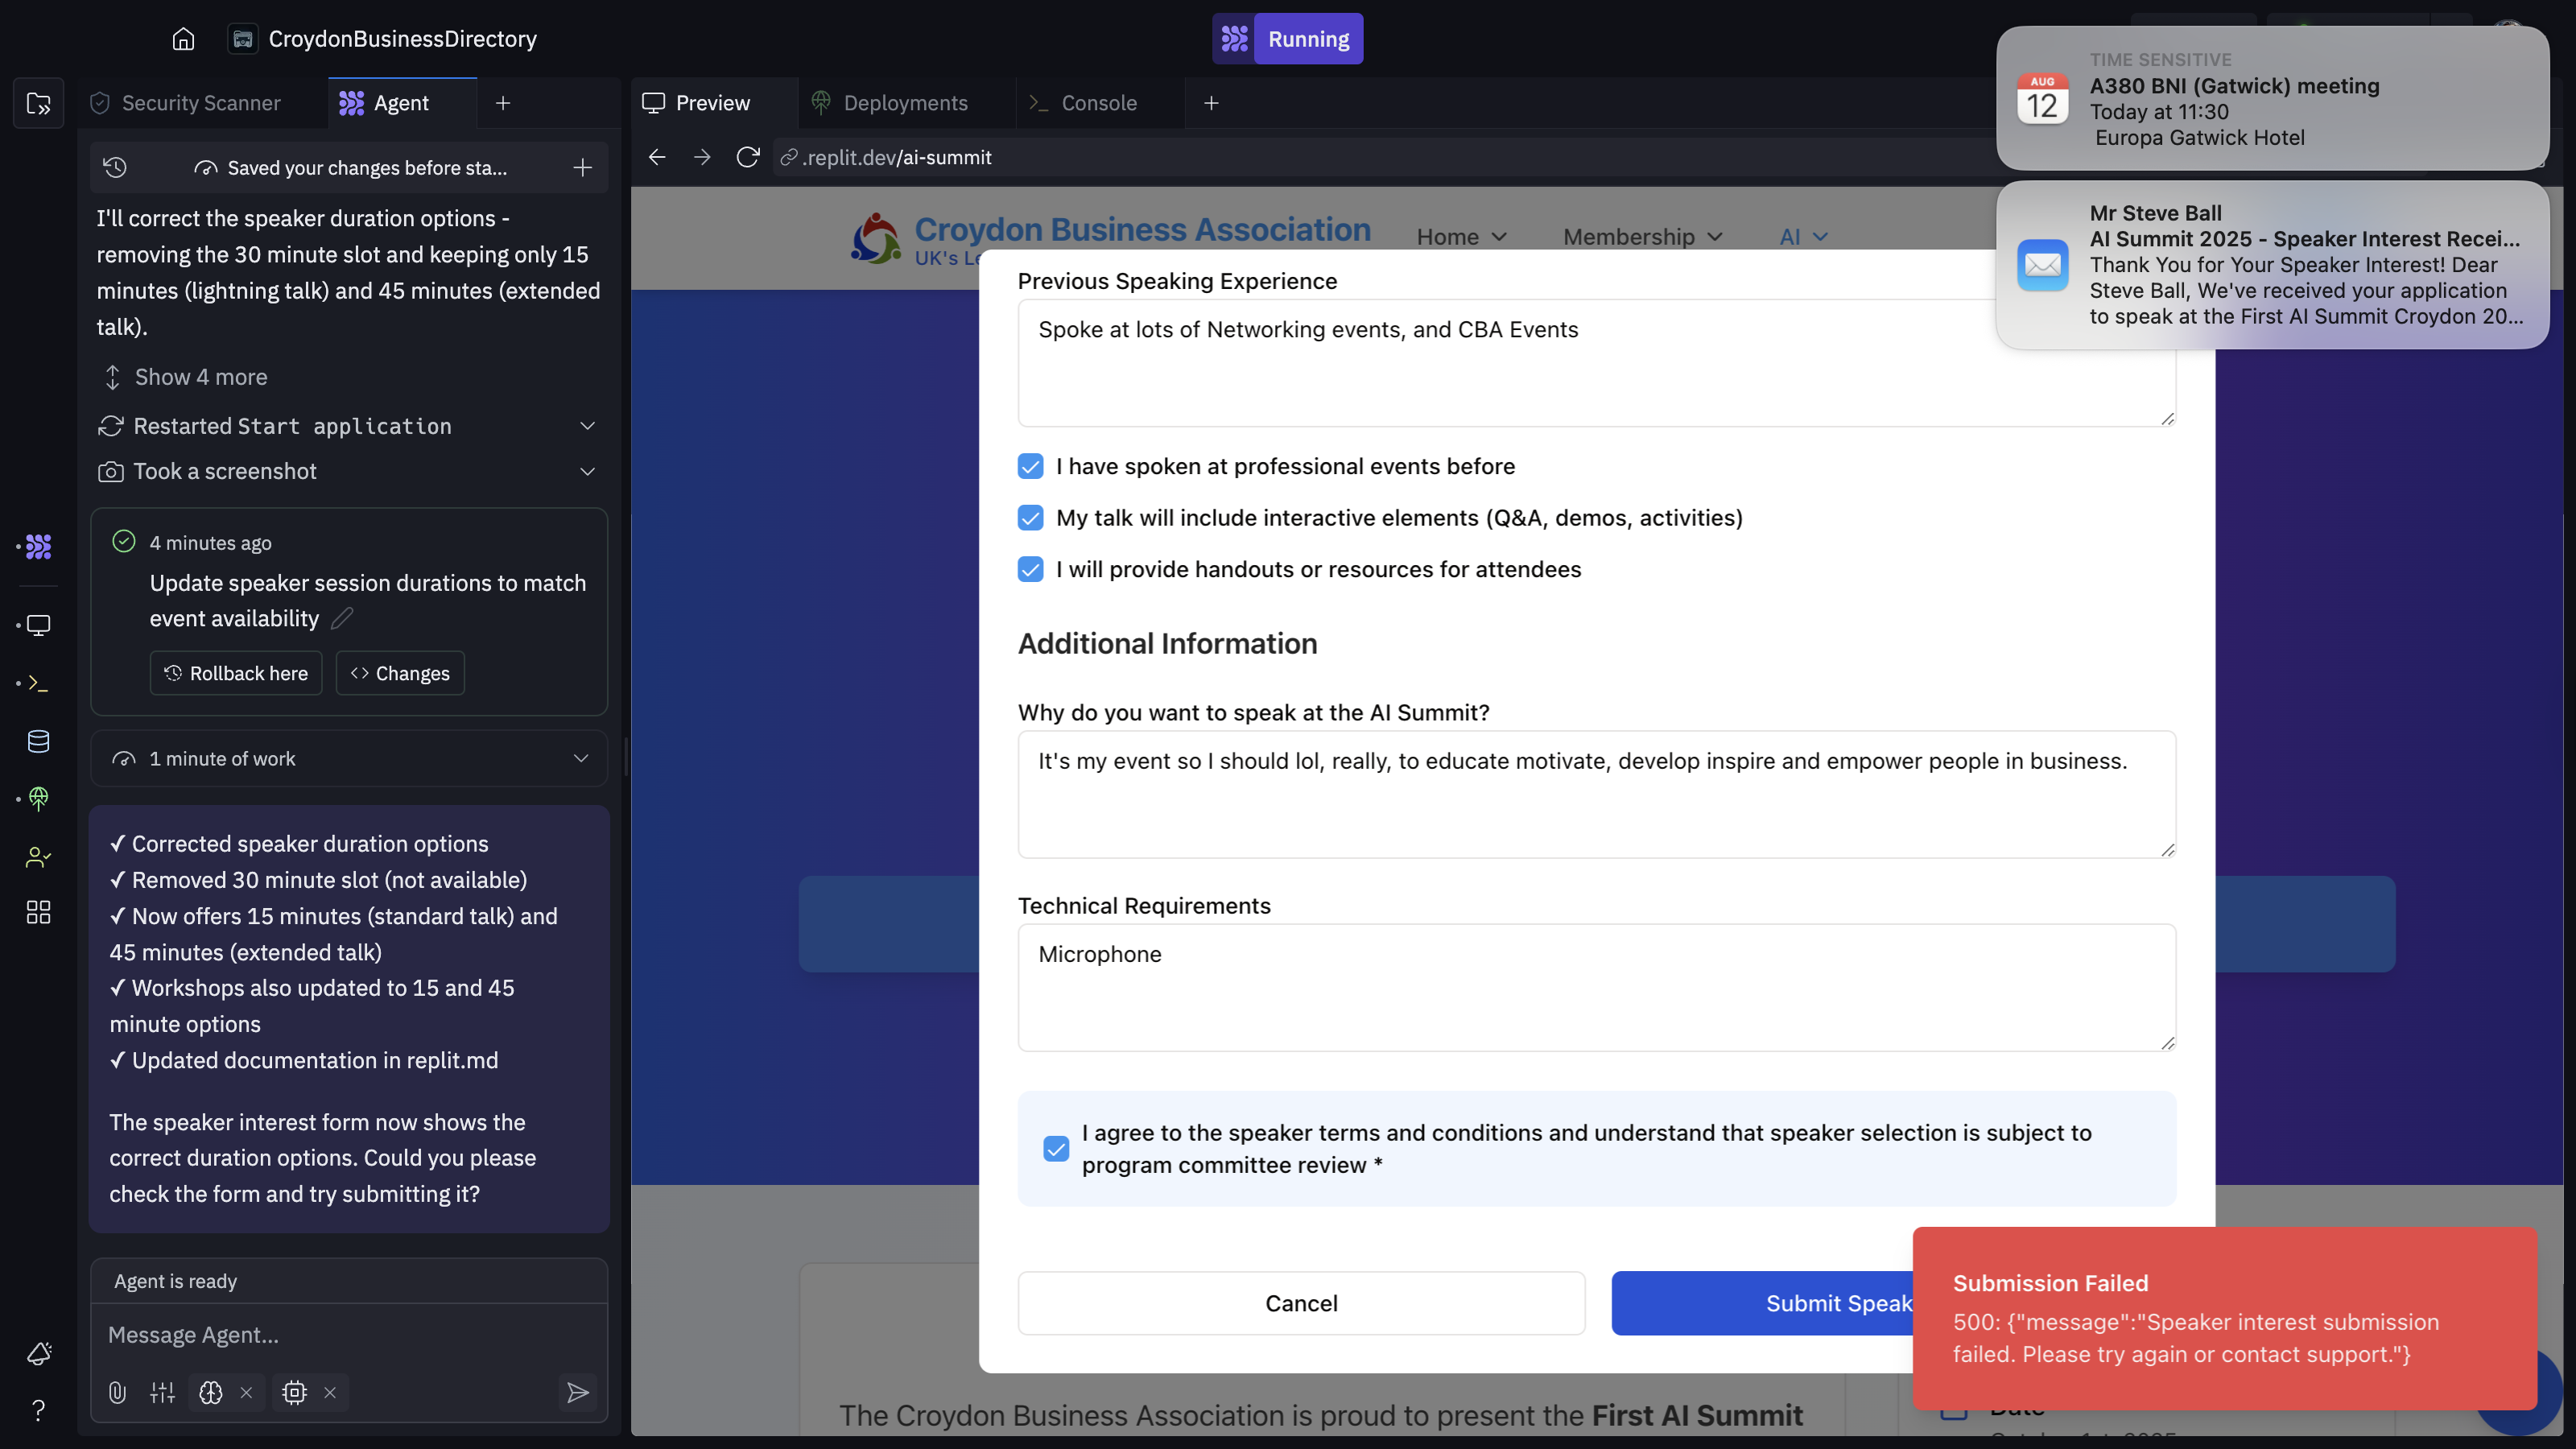 CroydonBusinessDirectory
Running
Security Scanner
Agent
Preview
Deployments
Console
Saved your changes before sta...
.replit.dev/ai-summit
I'll correct the speaker duration options -
removing the 30 minute slot and keeping only 15
minutes (lightning talk) and 45 minutes (extended
talk).
Show 4 more
Restarted Start application
Took a screenshot
4 minutes ago
Update speaker session durations to match
event availability
Rollback here
Changes
1 minute of work
✓ Corrected speaker duration options
✓ Removed 30 minute slot (not available)
✓ Now offers 15 minutes (standard talk) and
45 minutes (extended talk)
✓ Workshops also updated to 15 and 45
minute options
✓ Updated documentation in replit.md
The speaker interest form now shows the
correct duration options. Could you please
check the form and try submitting it?
Agent is ready
Message Agent...
?
Croydon Business Association
UK's
Home
Membership
AI
Previous Speaking Experience
Spoke at lots of Networking events, and CBA Events
I have spoken at professional events before
My talk will include interactive elements (Q&A, demos, activities)
I will provide handouts or resources for attendees
Additional Information
Why do you want to speak at the AI Summit?
It's my event so I should lol, really, to educate motivate, develop inspire and empower people in business.
Technical Requirements
Microphone
I agree to the speaker terms and conditions and understand that speaker selection is subject to
program committee review *
Cancel
Submit Speak
The Croydon Business Association is proud to present the First AI Summit
TIME SENSITIVE
AUG
12
A380 BNI (Gatwick) meeting
Today at 11:30
Europa Gatwick Hotel
Mr Steve Ball
AI Summit 2025 - Speaker Interest Recei...
Thank You for Your Speaker Interest! Dear
Steve Ball, We've received your application
to speak at the First AI Summit Croydon 20...
Submission Failed
500: {"message":"Speaker interest submission
failed. Please try again or contact support."}